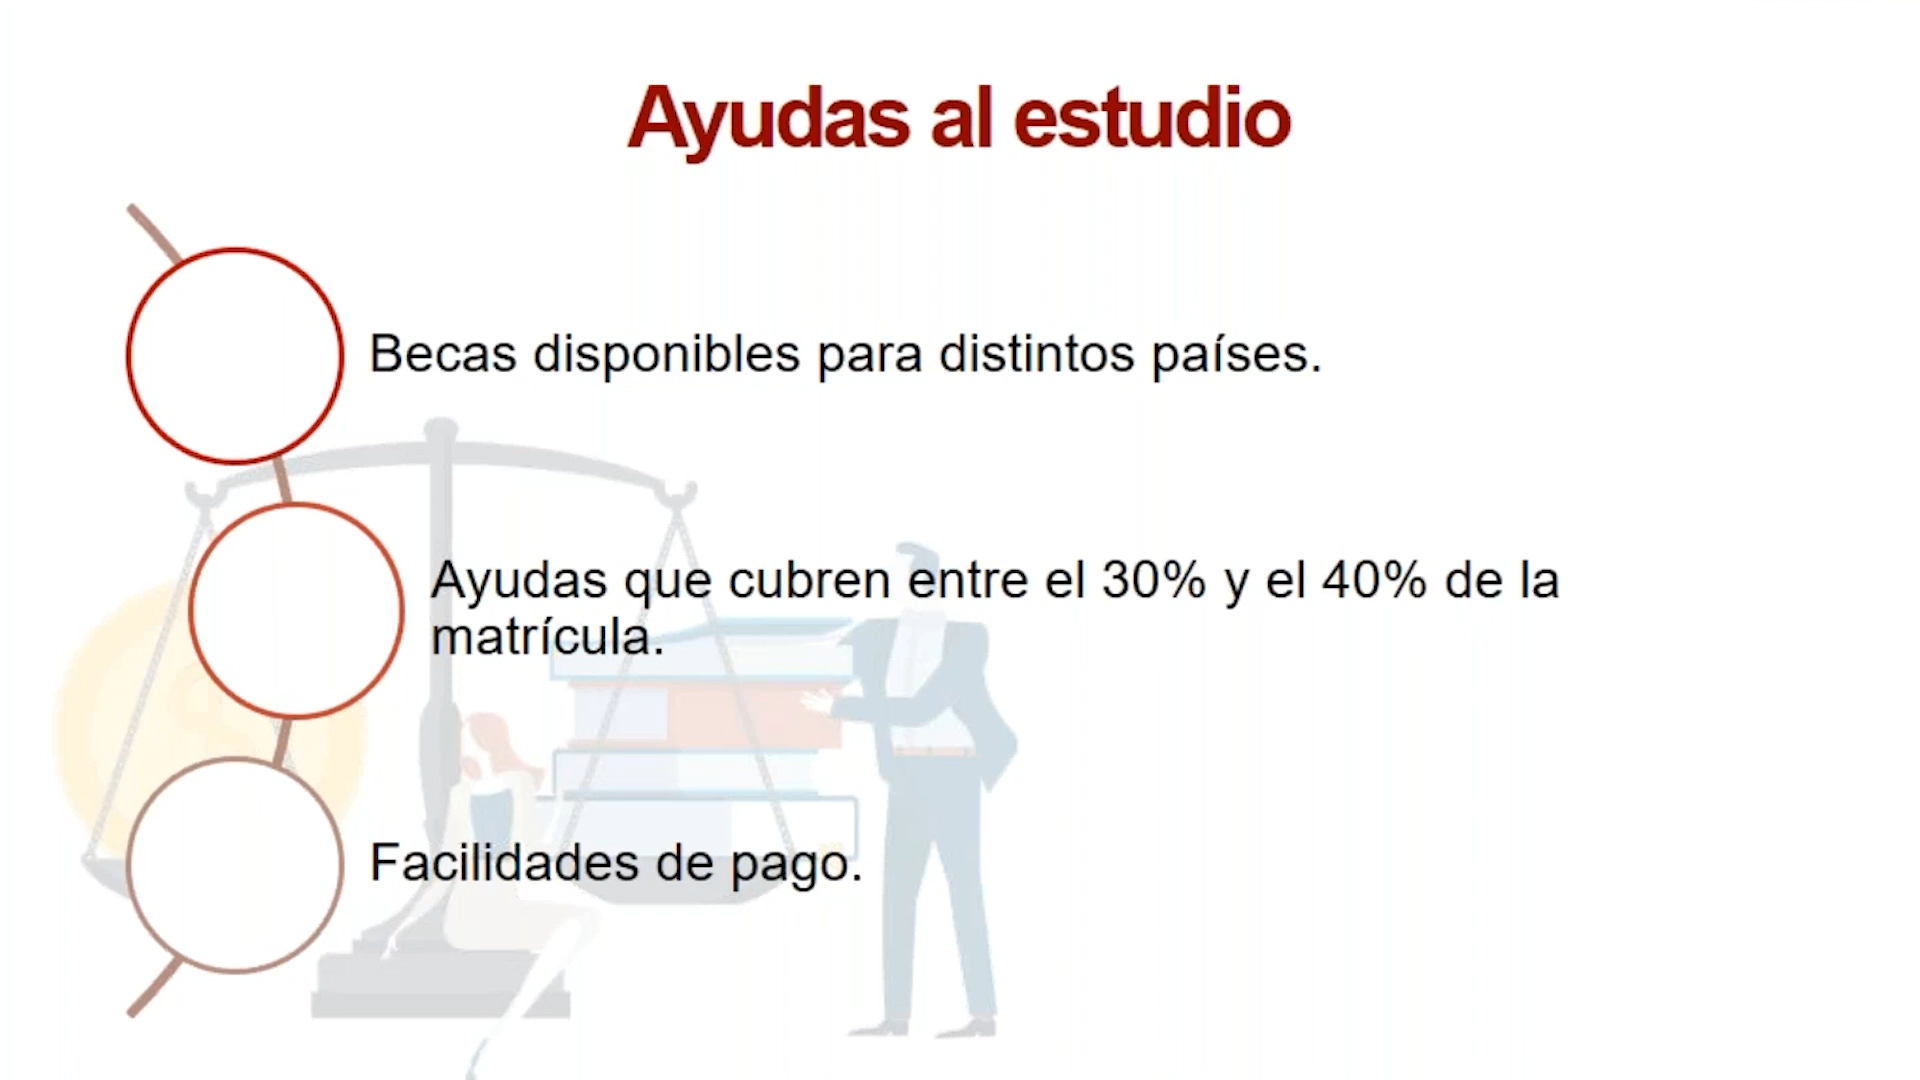 Ayudas al estudio
Becas disponibles para distintos países.
Ayudas que cubren entre el 30% y el 40% de la
matrícula.
Facilidades de pago.